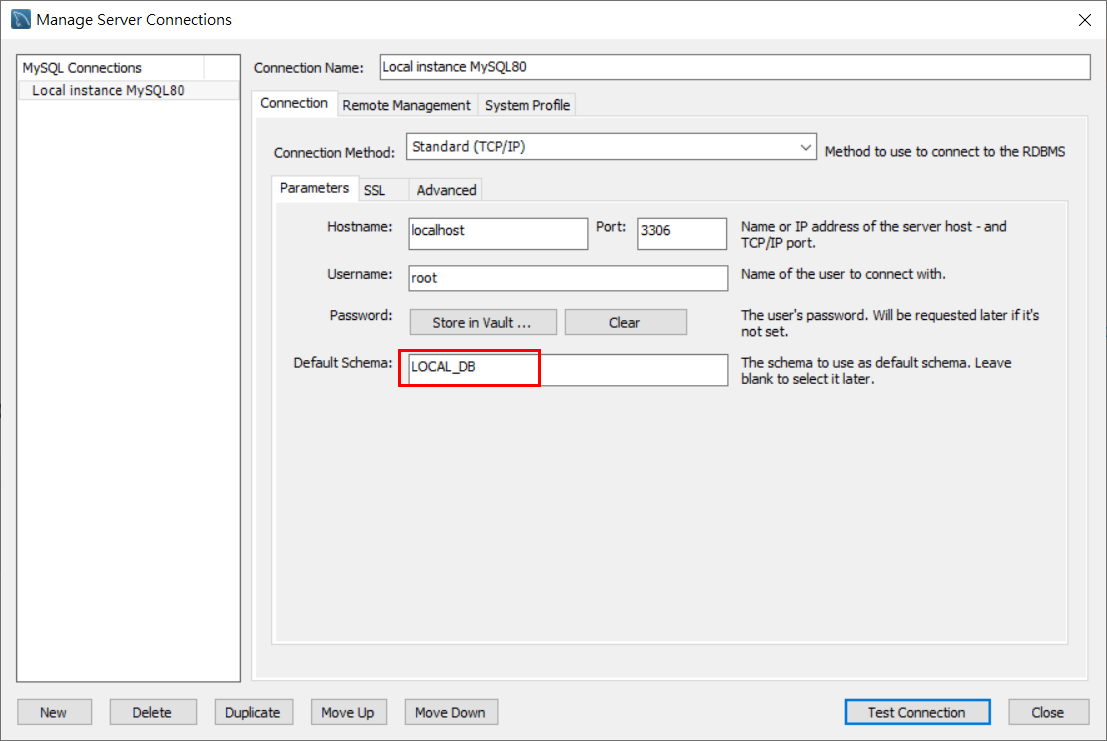 Manage Server Connections
MySQL Connections
Local instance MySQL80
Connection Name: Local instance MySQL80
Connection Remote Management System Profile
Connection Method: Standard (TCP/IP) Method to use to connect to the RDBMS
Parameters SSL Advanced
Hostname: localhost Port: 3306 Name or IP address of the server host - and
TCP/IP port.
Username: root Name of the user to connect with.
Password: Store in Vault ... Clear The user's password. Will be requested later if it's
not set.
Default Schema: LOCAL_DB The schema to use as default schema. Leave
blank to select it later.
New Delete Duplicate Move Up Move Down Test Connection Close